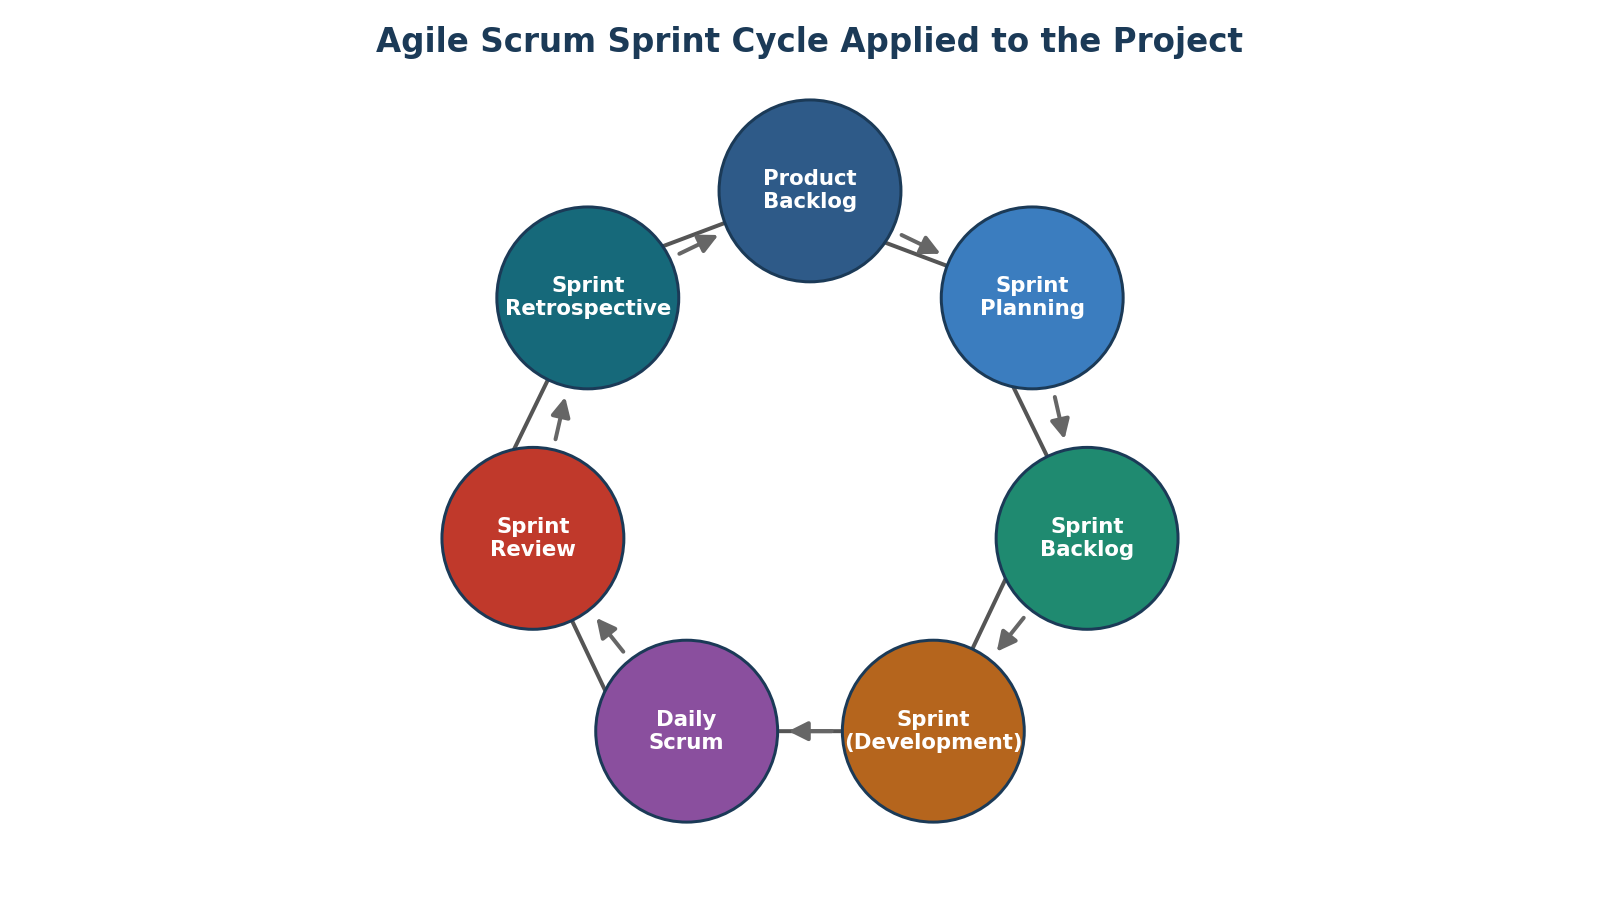 Agile Scrum Sprint Cycle Applied to the Project
Product
Backlog
Sprint
Planning
Sprint
Backlog
Sprint
(Development)
Daily
Scrum
Sprint
Review
Sprint
Retrospective